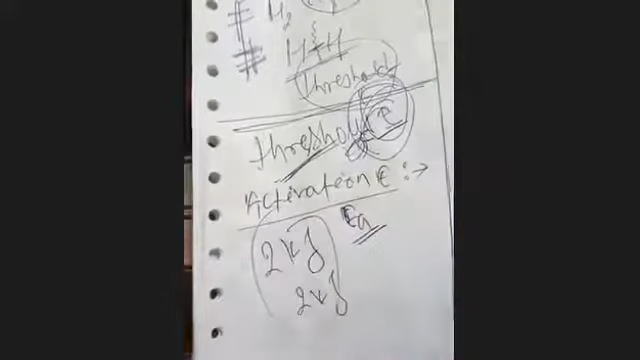 # H2
# H H
Threshold
Threshold E
Activation E :→
Ea
2KJ
2KJ